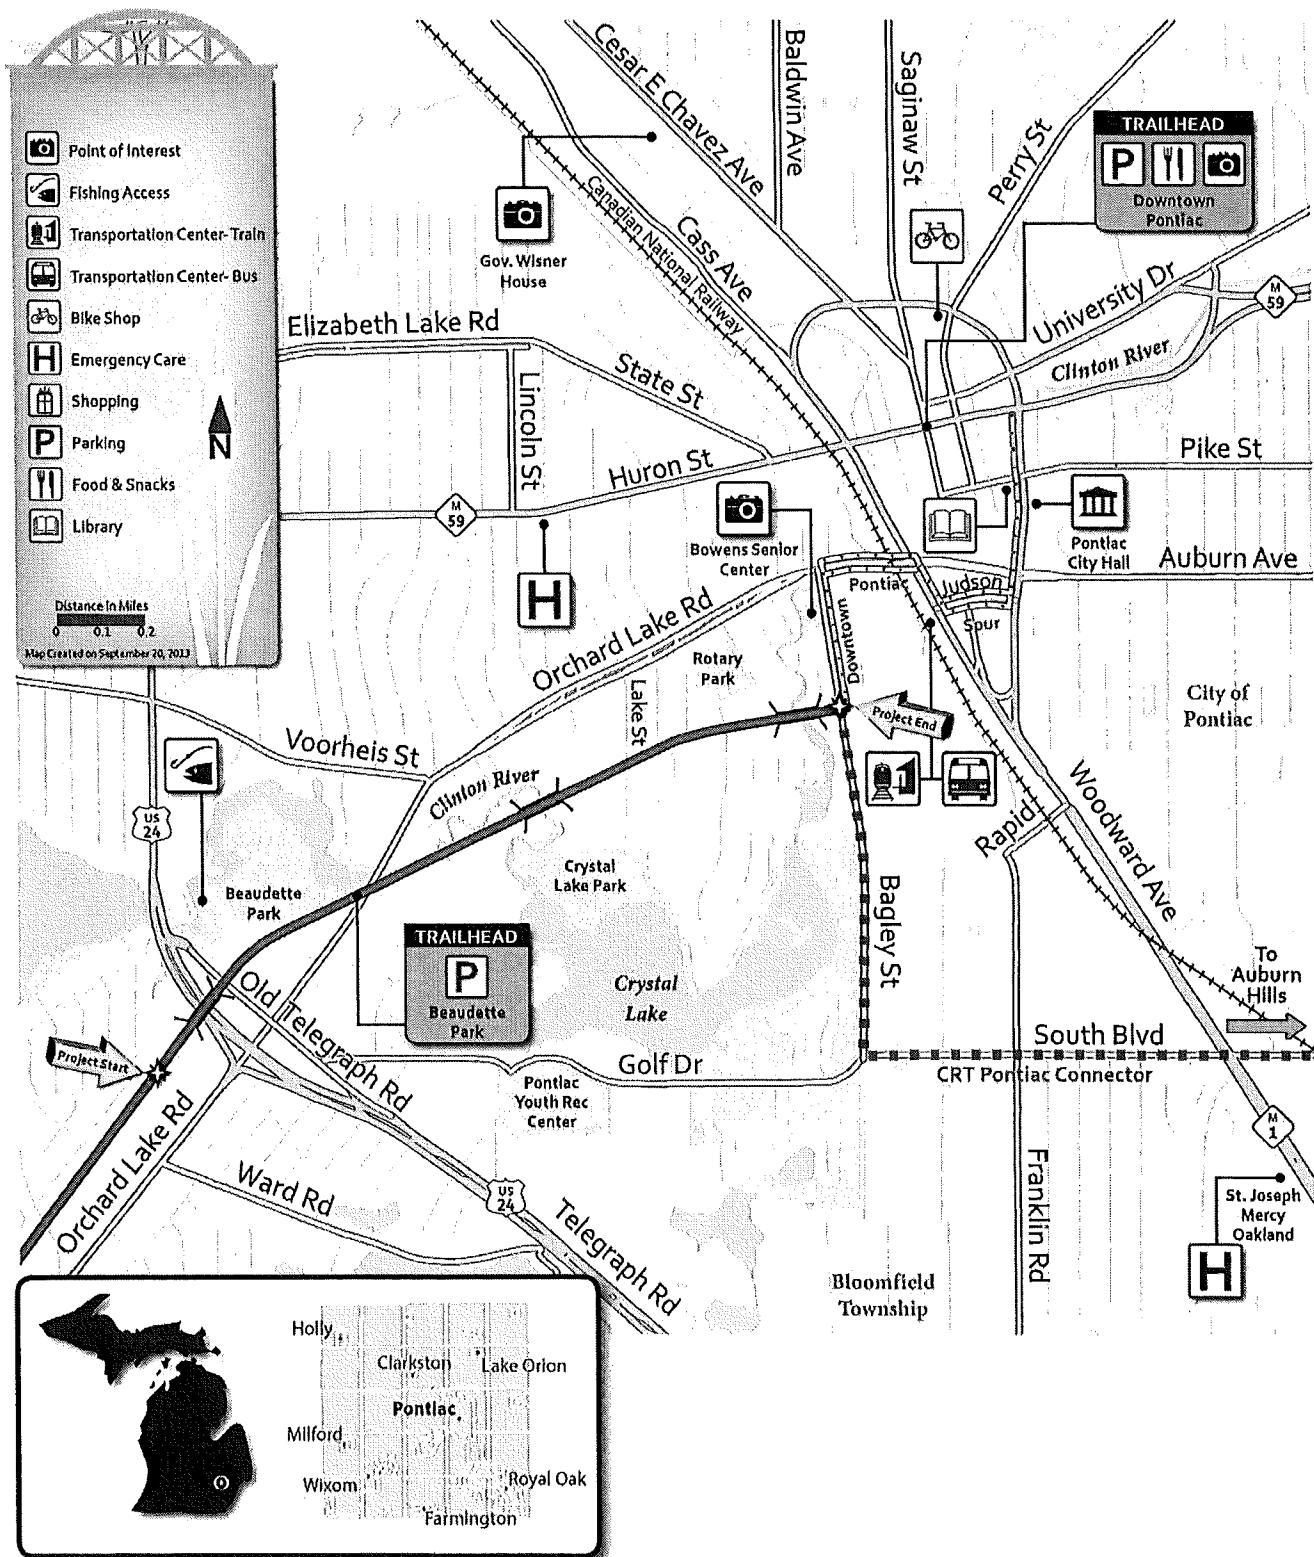 Point of Interest
Fishing Access
Transportation Center- Train
Transportation Center- Bus
Bike Shop
H
Emergency Care
Shopping
P
Parking
Food & Snacks
Library
N
Distance in Miles
0 0.1 0.2
Map Created on September 20, 2013
Cesar E Chavez Ave
Baldwin Ave
Saginaw St
Perry St
TRAILHEAD
P
Downtown
Pontiac
Canadian National Railway
Cass Ave
Gov. Wisner
House
University Dr
M
59
Clinton River
Elizabeth Lake Rd
State St
Lincoln St
Huron St
M
59
Pike St
Bowens Senior
Center
Pontiac
City Hall
Auburn Ave
H
Pontiac
Judson
Spur
Downtown
Orchard Lake Rd
Rotary
Park
Lake St
City of
Pontiac
Project End
Voorheis St
Clinton River
US
24
Woodward Ave
Rapid
Beaudette
Park
Crystal
Lake Park
Bagley St
TRAILHEAD
P
Beaudette
Park
Crystal
Lake
To
Auburn
Hills
Old Telegraph Rd
Project Start
South Blvd
CRT Pontiac Connector
Golf Dr
Pontiac
Youth Rec
Center
M
1
Orchard Lake Rd
Ward Rd
US
24
Telegraph Rd
Franklin Rd
St. Joseph
Mercy
Oakland
H
Bloomfield
Township
Holly
Clarkston
Lake Orion
Pontiac
Milford
Wixom
Royal Oak
Farmington